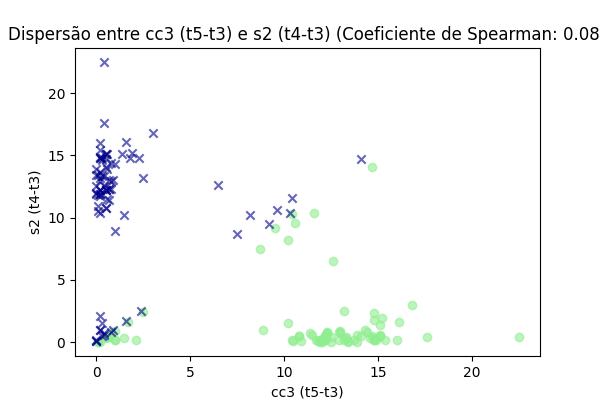 Dispersão entre cc3 (t5-t3) e s2 (t4-t3) (Coeficiente de Spearman: 0.08
20
15
10
5
0
s2 (t4-t3)
0 5 10 15 20
cc3 (t5-t3)